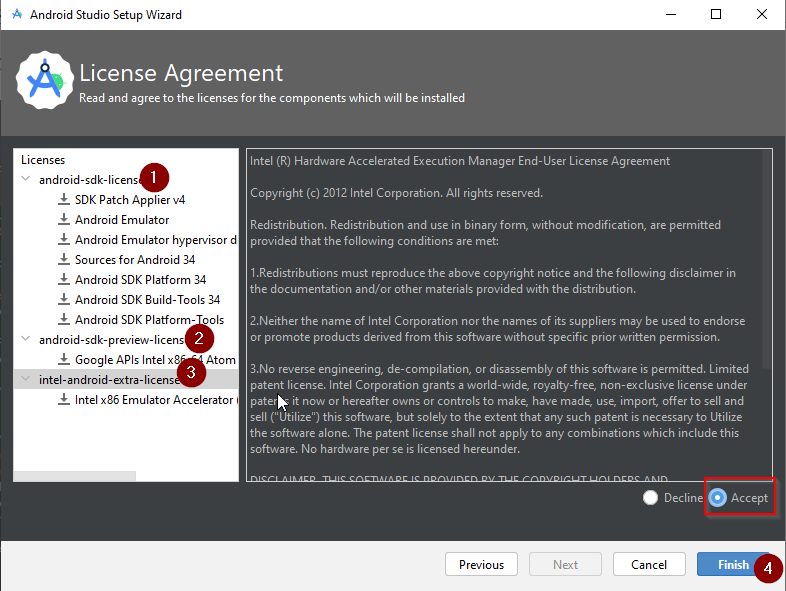 Android Studio Setup Wizard
License Agreement
Read and agree to the licenses for the components which will be installed
Licenses
android-sdk-license 1
SDK Patch Applier v4
Android Emulator
Android Emulator hypervisor d
Sources for Android 34
Android SDK Platform 34
Android SDK Build-Tools 34
Android SDK Platform-Tools
android-sdk-preview-license 2
Google APIs Intel x86_64 Atom
intel-android-extra-license 3
Intel x86 Emulator Accelerator (
Intel (R) Hardware Accelerated Execution Manager End-User License Agreement
Copyright (c) 2012 Intel Corporation. All rights reserved.
Redistribution. Redistribution and use in binary form, without modification, are permitted
provided that the following conditions are met:
1.Redistributions must reproduce the above copyright notice and the following disclaimer in
the documentation and/or other materials provided with the distribution.
2.Neither the name of Intel Corporation nor the names of its suppliers may be used to endorse
or promote products derived from this software without specific prior written permission.
3.No reverse engineering, de-compilation, or disassembly of this software is permitted. Limited
patent license. Intel Corporation grants a world-wide, royalty-free, non-exclusive license under
patents it now or hereafter owns or controls to make, have made, use, import, offer to sell and
sell ("Utilize") this software, but solely to the extent that any such patent is necessary to Utilize
the software alone. The patent license shall not apply to any combinations which include this
software. No hardware per se is licensed hereunder.
DISCLAIMER. THIS SOFTWARE IS PROVIDED BY THE COPYRIGHT HOLDERS AND
Decline Accept
Previous Next Cancel Finish 4